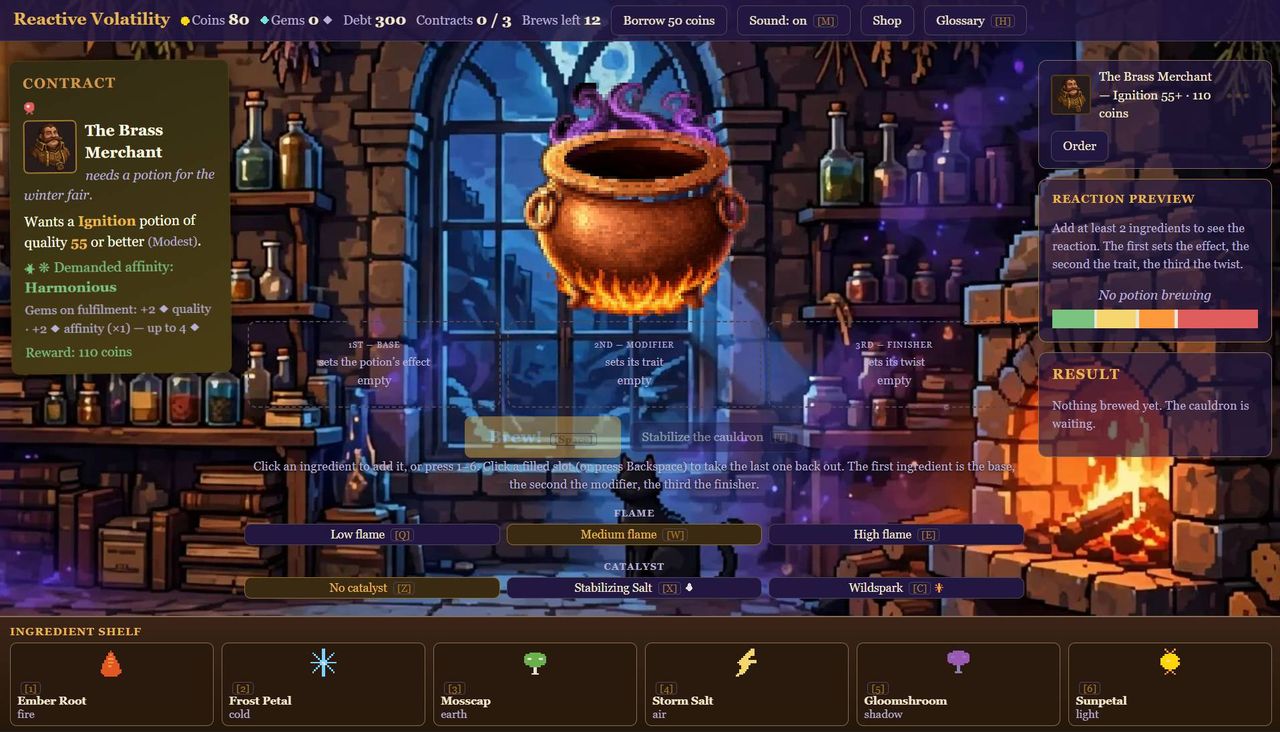 Reactive Volatility Coins 80 Gems 0 Debt 300 Contracts 0 / 3 Brews left 12 Borrow 50 coins Sound: on [M] Shop Glossary [H]
CONTRACT
The Brass
Merchant
needs a potion for the
winter fair.
Wants a Ignition potion of
quality 55 or better (Modest).
Demanded affinity:
Harmonious
Gems on fulfilment: +2 ◆ quality
· +2 ◆ affinity (×1) — up to 4 ◆
Reward: 110 coins
The Brass Merchant
— Ignition 55+ · 110
coins
Order
REACTION PREVIEW
Add at least 2 ingredients to see the
reaction. The first sets the effect, the
second the trait, the third the twist.
No potion brewing
RESULT
Nothing brewed yet. The cauldron is
waiting.
1ST — BASE
sets the potion's effect
empty
2ND — MODIFIER
sets its trait
empty
3RD — FINISHER
sets its twist
empty
Brew! [Space] Stabilize the cauldron [T]
Click an ingredient to add it, or press 1–6. Click a filled slot (or press Backspace) to take the last one back out. The first ingredient is the base,
the second the modifier, the third the finisher.
FLAME
Low flame [Q] Medium flame [W] High flame [E]
CATALYST
No catalyst [Z] Stabilizing Salt [X] Wildspark [C]
INGREDIENT SHELF
[1]
Ember Root
fire
[2]
Frost Petal
cold
[3]
Mosscap
earth
[4]
Storm Salt
air
[5]
Gloomshroom
shadow
[6]
Sunpetal
light